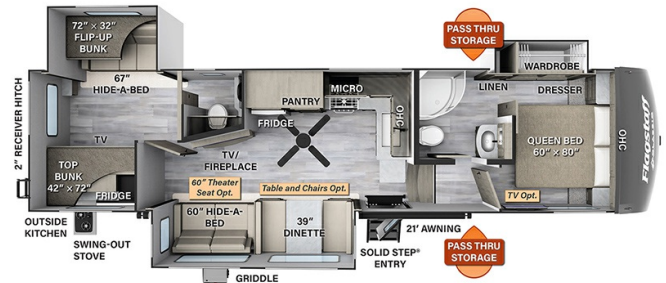 72" × 32"
FLIP-UP
BUNK
67"
HIDE-A-BED
2" RECEIVER HITCH
TV
TOP
BUNK
42" × 72"
FRIDGE
OUTSIDE
KITCHEN
SWING-OUT
STOVE
PANTRY
FRIDGE
MICRO
OHC
TV/
FIREPLACE
60" Theater
Seat Opt.
Table and Chairs Opt.
60" HIDE-A-
BED
39"
DINETTE
GRIDDLE
21' AWNING
SOLID STEP®
ENTRY
PASS THRU
STORAGE
WARDROBE
LINEN
DRESSER
QUEEN BED
60" × 80"
OHC
TV Opt.
PASS THRU
STORAGE
Flagstaff